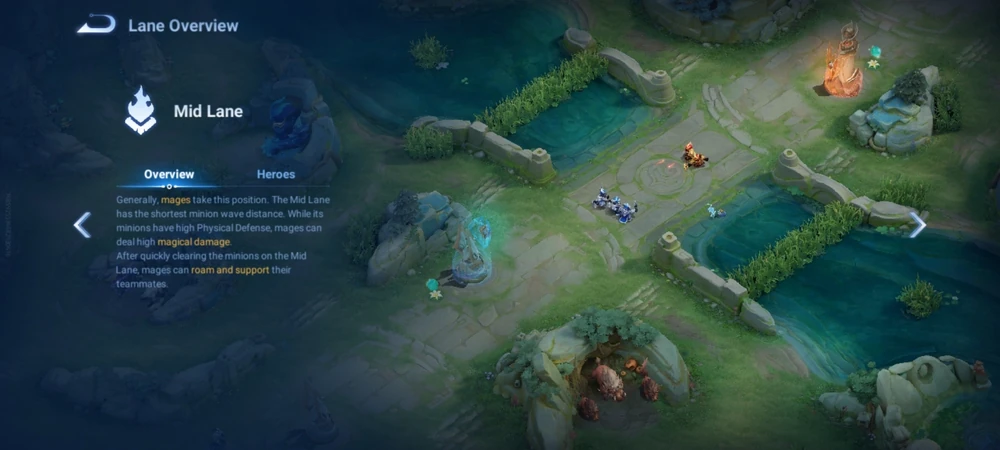 Lane Overview
Mid Lane
Overview
Heroes
Generally, mages take this position. The Mid Lane
has the shortest minion wave distance. While its
minions have high Physical Defense, mages can
deal high magical damage.
After quickly clearing the minions on the Mid
Lane, mages can roam and support their
teammates.